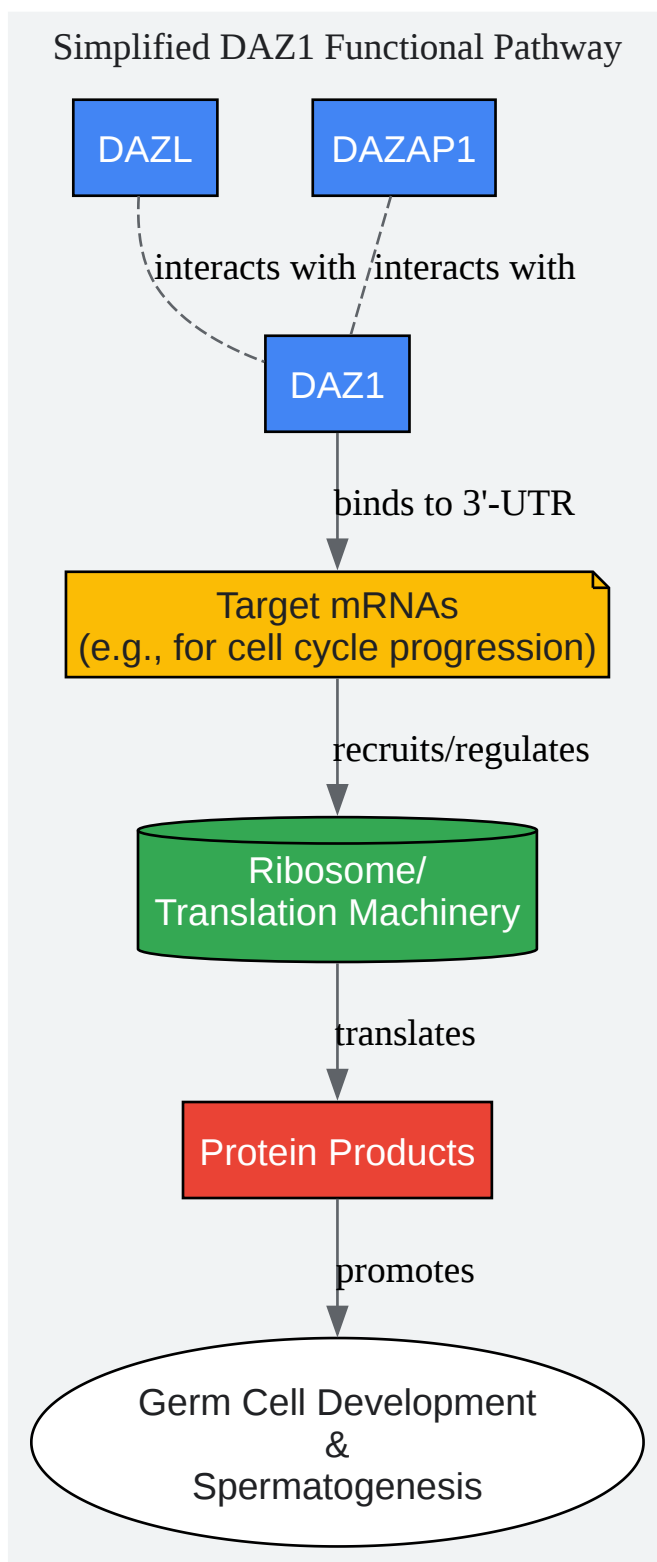 Simplified DAZ1 Functional Pathway
DAZL
DAZAP1
interacts with
interacts with
DAZ1
binds to 3'-UTR
Target mRNAs
(e.g., for cell cycle progression)
recruits/regulates
Ribosome/
Translation Machinery
translates
Protein Products
promotes
Germ Cell Development
&
Spermatogenesis